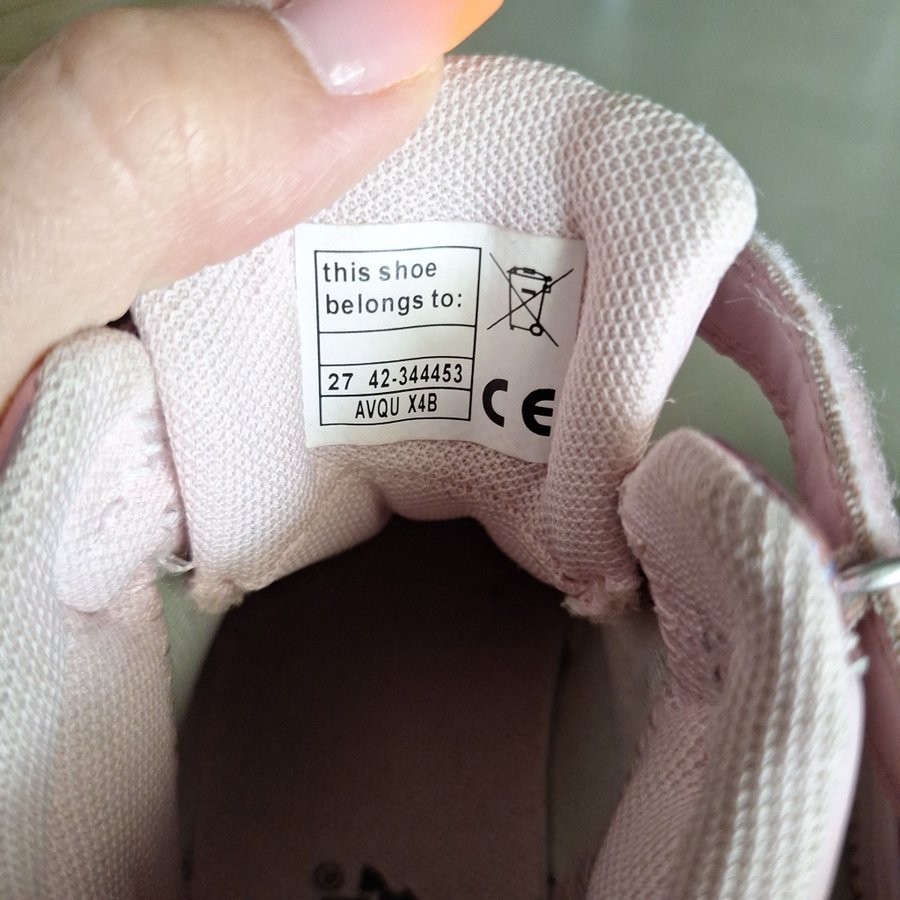 this shoe
belongs to:
27 42-344453
AVQU X4B
CE